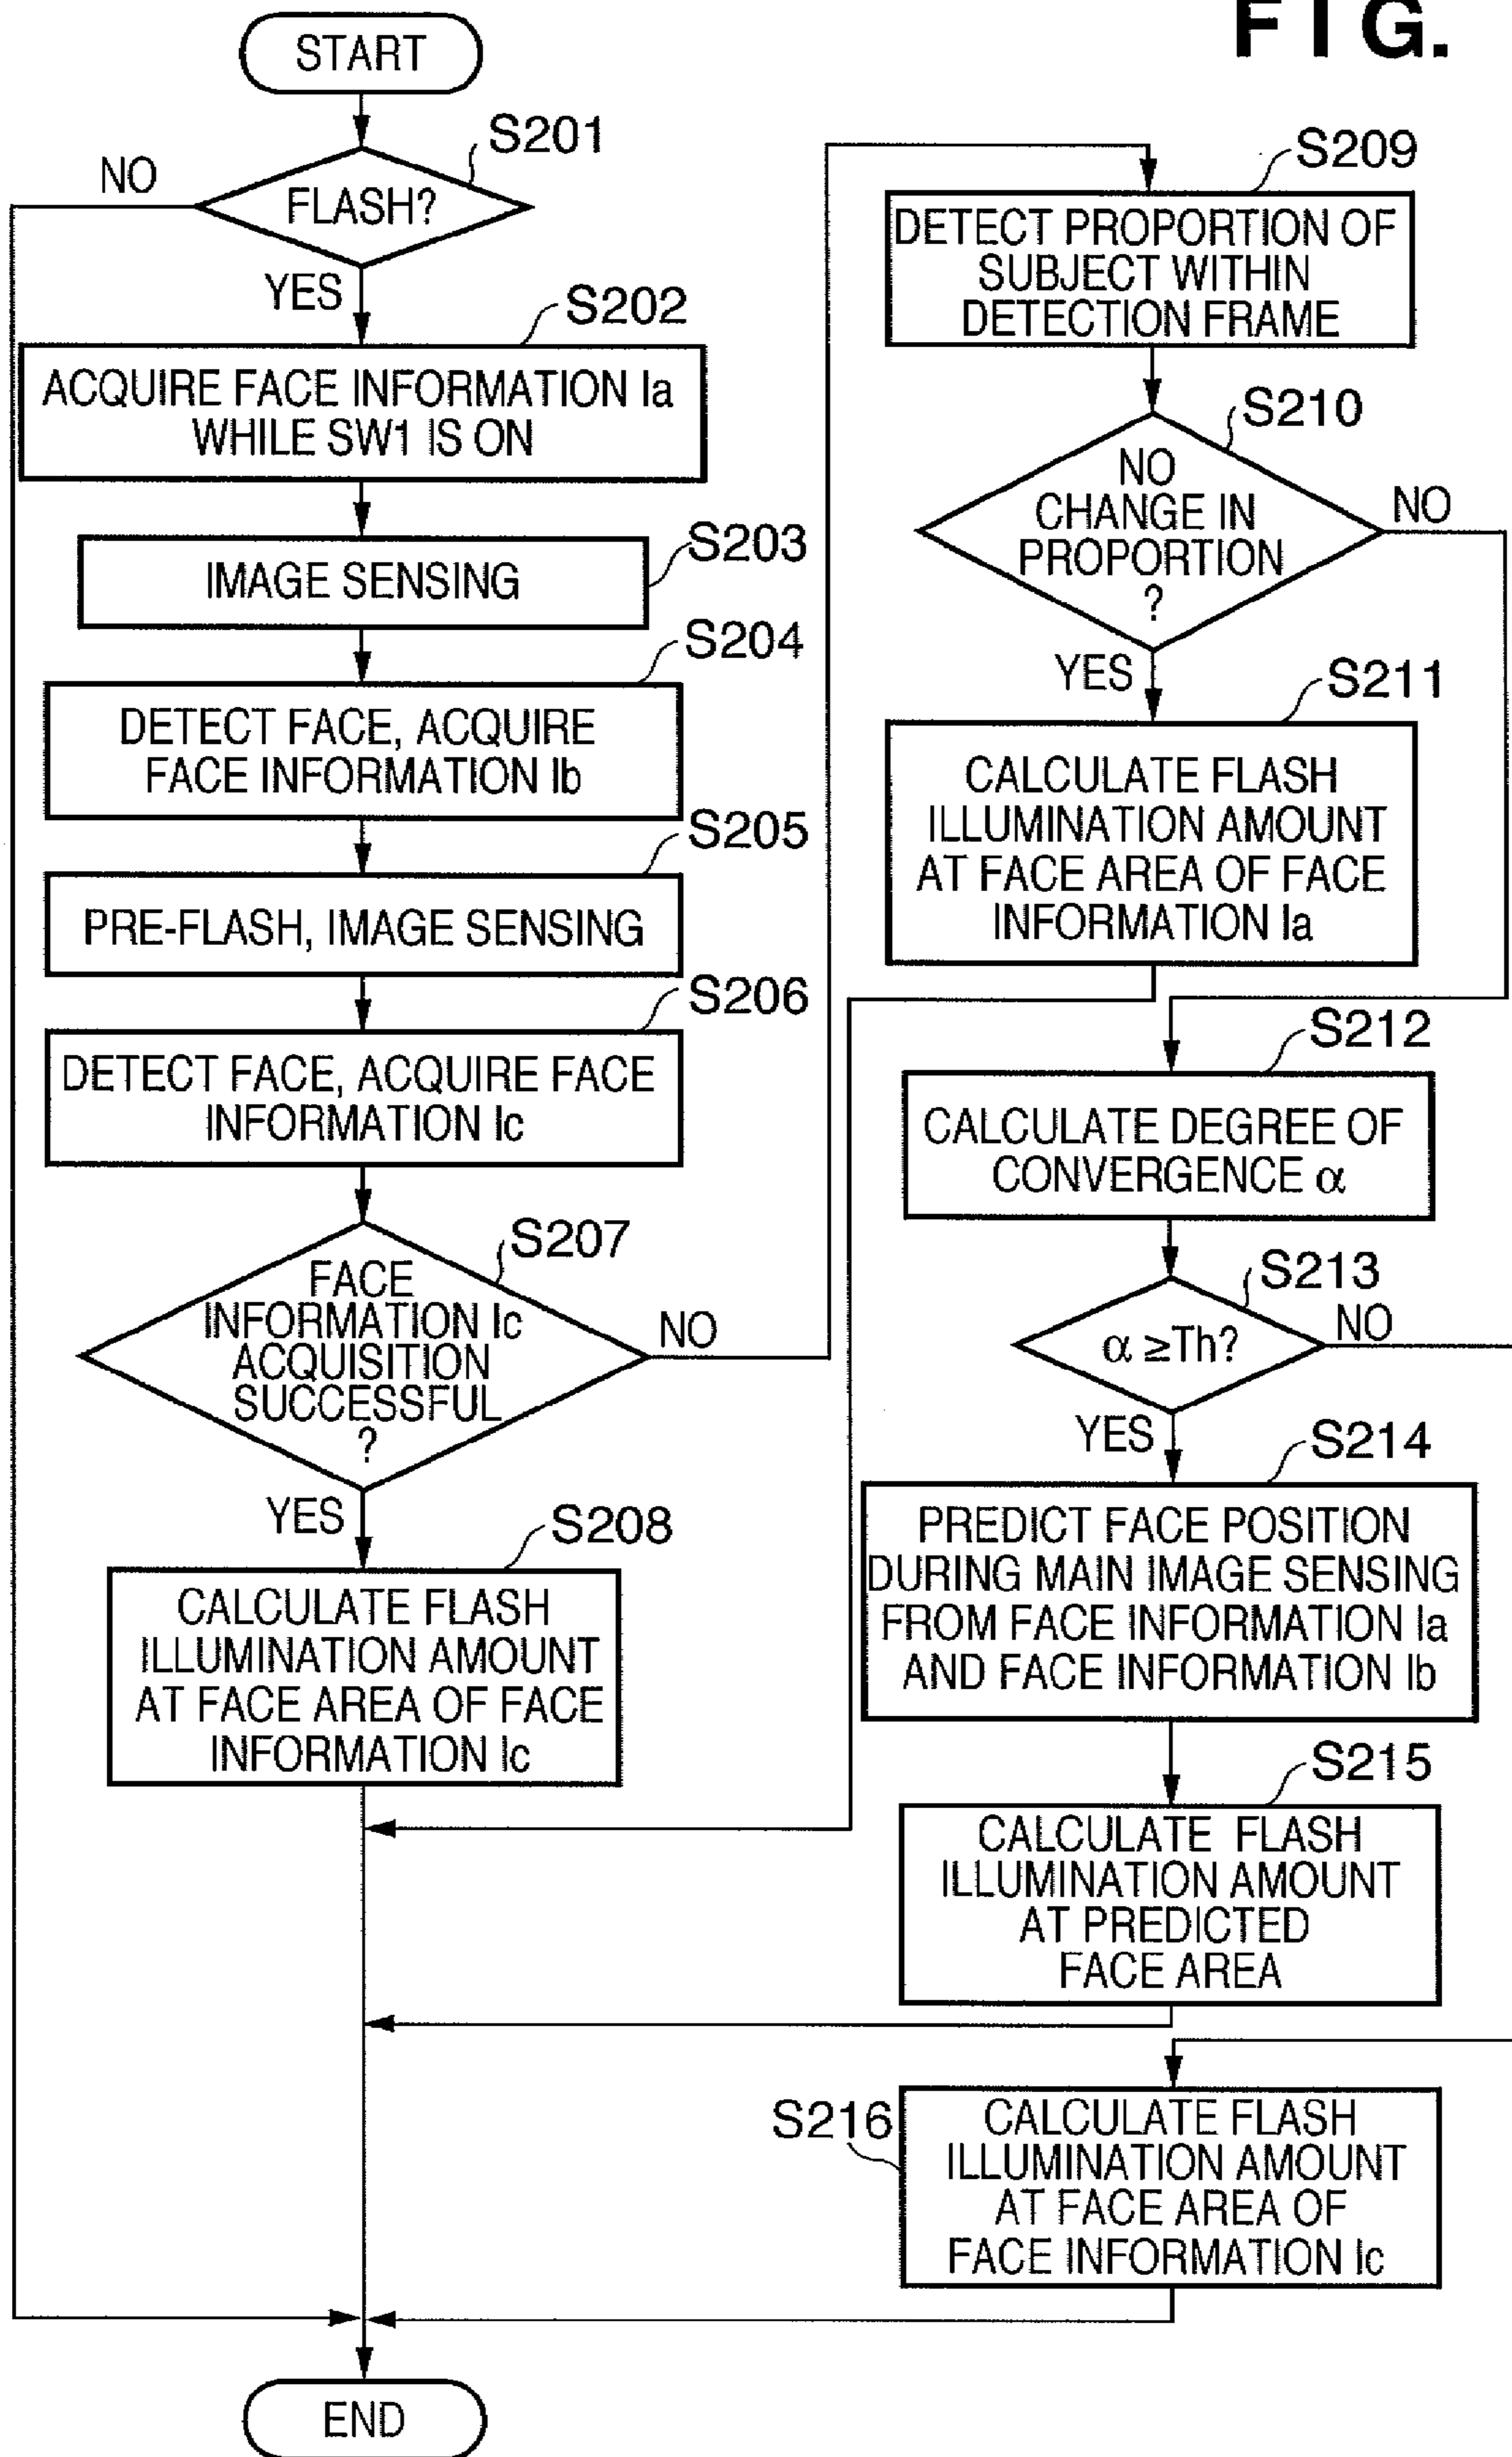 FIG.
START
S201
NO
FLASH?
YES
S202
ACQUIRE FACE INFORMATION Ia
WHILE SW1 IS ON
S203
IMAGE SENSING
S204
DETECT FACE, ACQUIRE
FACE INFORMATION Ib
S205
PRE-FLASH, IMAGE SENSING
S206
DETECT FACE, ACQUIRE FACE
INFORMATION Ic
S207
FACE
INFORMATION Ic
ACQUISITION
SUCCESSFUL
?
NO
YES
S208
CALCULATE FLASH
ILLUMINATION AMOUNT
AT FACE AREA OF FACE
INFORMATION Ic
S209
DETECT PROPORTION OF
SUBJECT WITHIN
DETECTION FRAME
S210
NO
CHANGE IN
PROPORTION
?
NO
YES
S211
CALCULATE FLASH
ILLUMINATION AMOUNT
AT FACE AREA OF FACE
INFORMATION Ia
S212
CALCULATE DEGREE OF
CONVERGENCE α
S213
α ≥Th?
NO
YES
S214
PREDICT FACE POSITION
DURING MAIN IMAGE SENSING
FROM FACE INFORMATION Ia
AND FACE INFORMATION Ib
S215
CALCULATE FLASH
ILLUMINATION AMOUNT
AT PREDICTED
FACE AREA
S216
CALCULATE FLASH
ILLUMINATION AMOUNT
AT FACE AREA OF
FACE INFORMATION Ic
END